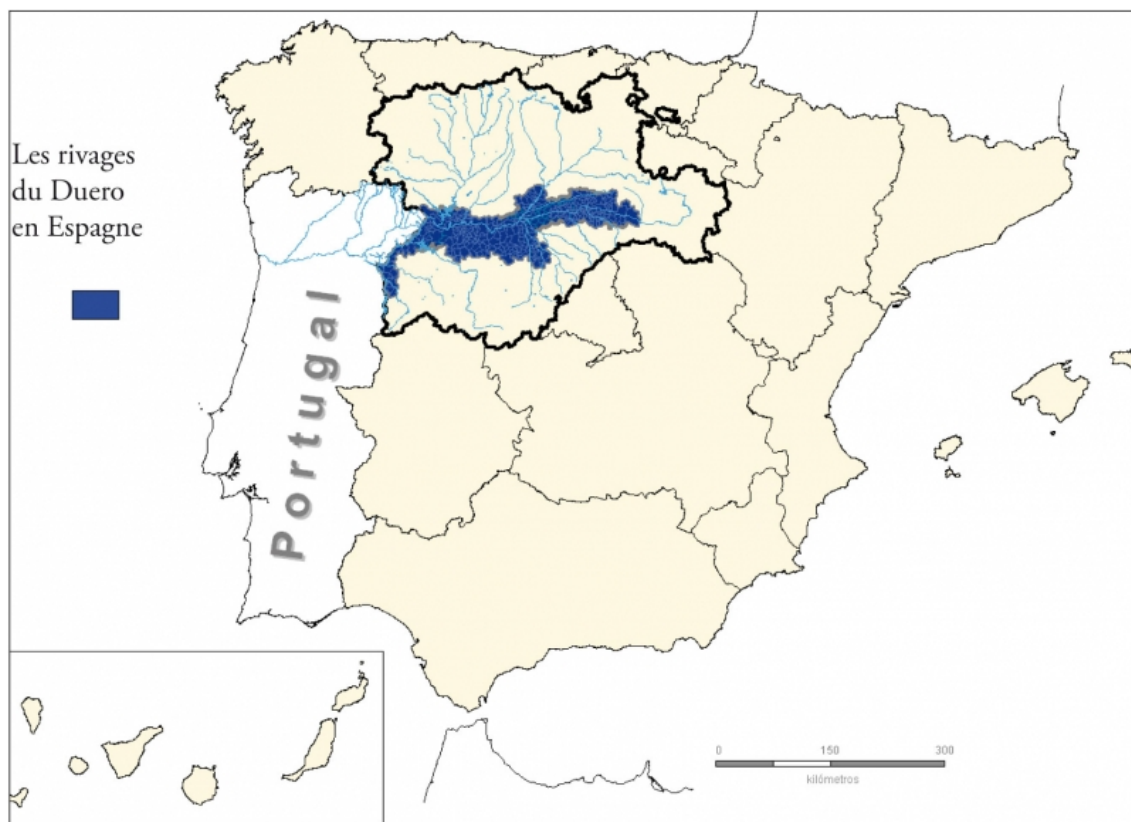 Les rivages
du Duero
en Espagne
Portugal
0 150 300
kilómetros